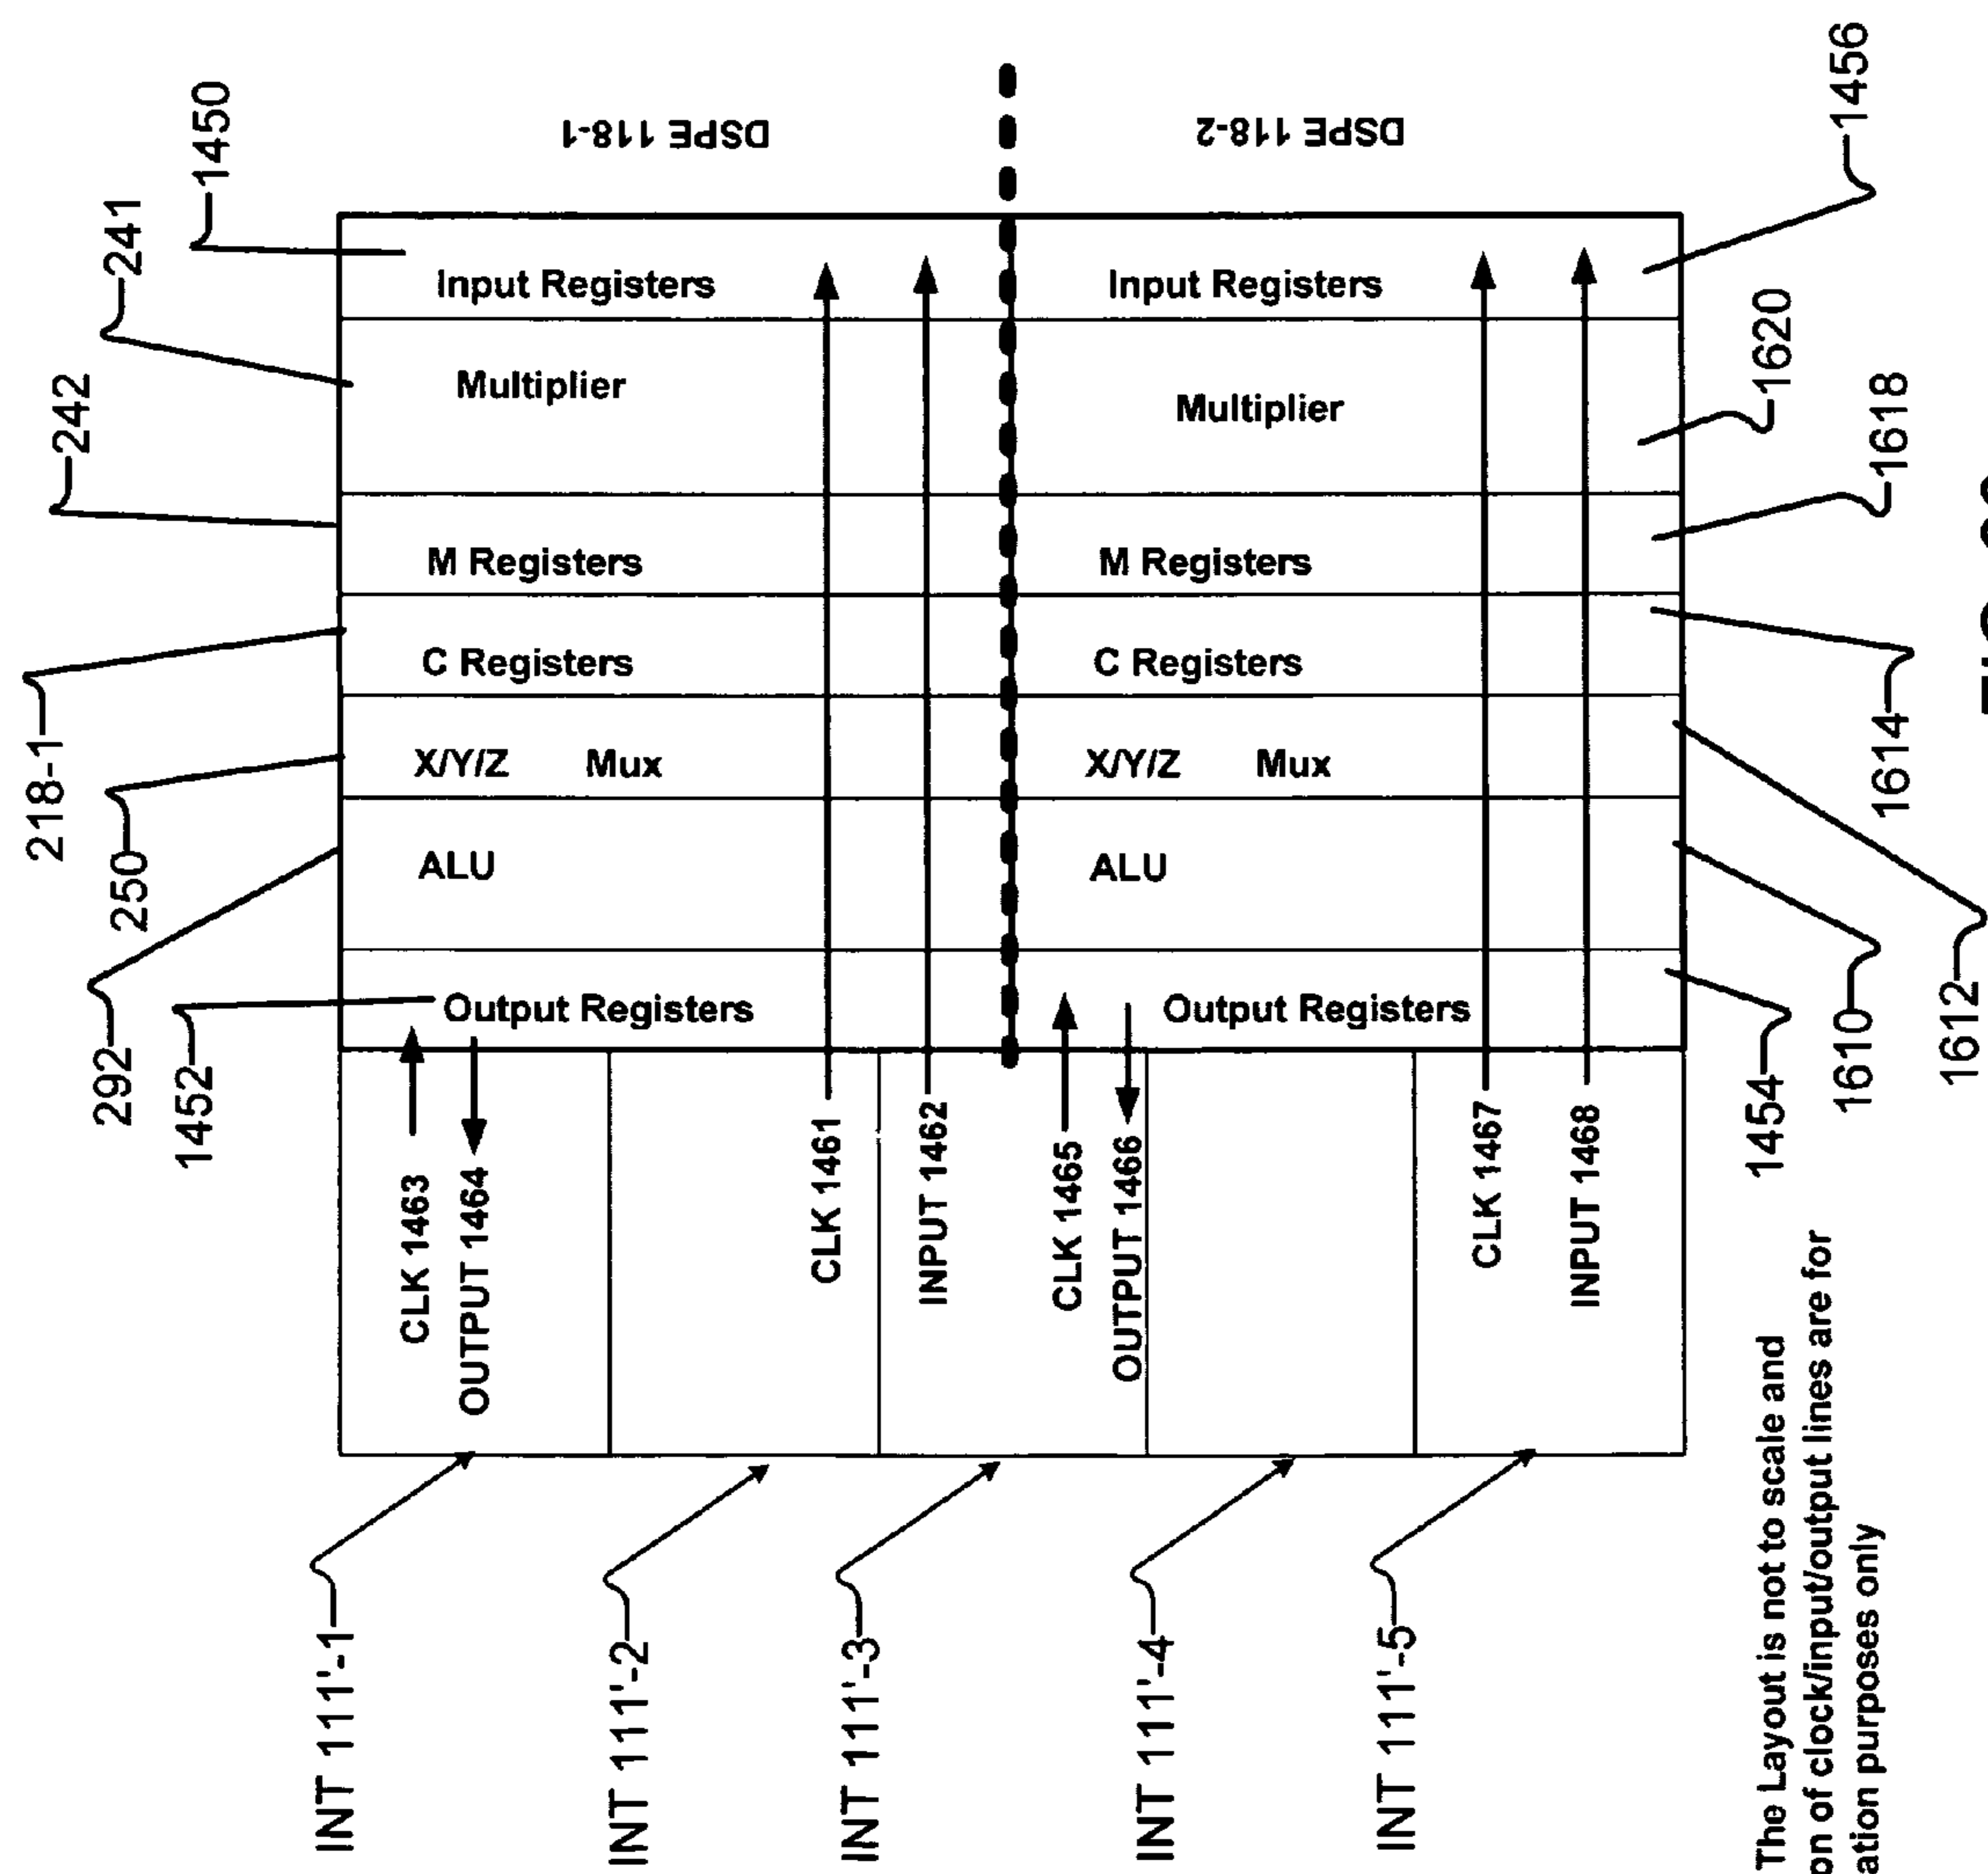 1450
241
242
218-1
250
292
1452
DSPE 118-1
DSPE 118-2
Input Registers
Input Registers
Multiplier
Multiplier
M Registers
M Registers
C Registers
C Registers
X/Y/Z Mux
X/Y/Z Mux
ALU
ALU
Output Registers
Output Registers
CLK 1463
OUTPUT 1464
CLK 1461
INPUT 1462
CLK 1465
OUTPUT 1466
CLK 1467
INPUT 1468
INT 111'-1
INT 111'-2
INT 111'-3
INT 111'-4
INT 111'-5
1456
1620
1618
1614
1612
1610
1454
The Layout is not to scale and
of clock/input/output lines are for
purposes only